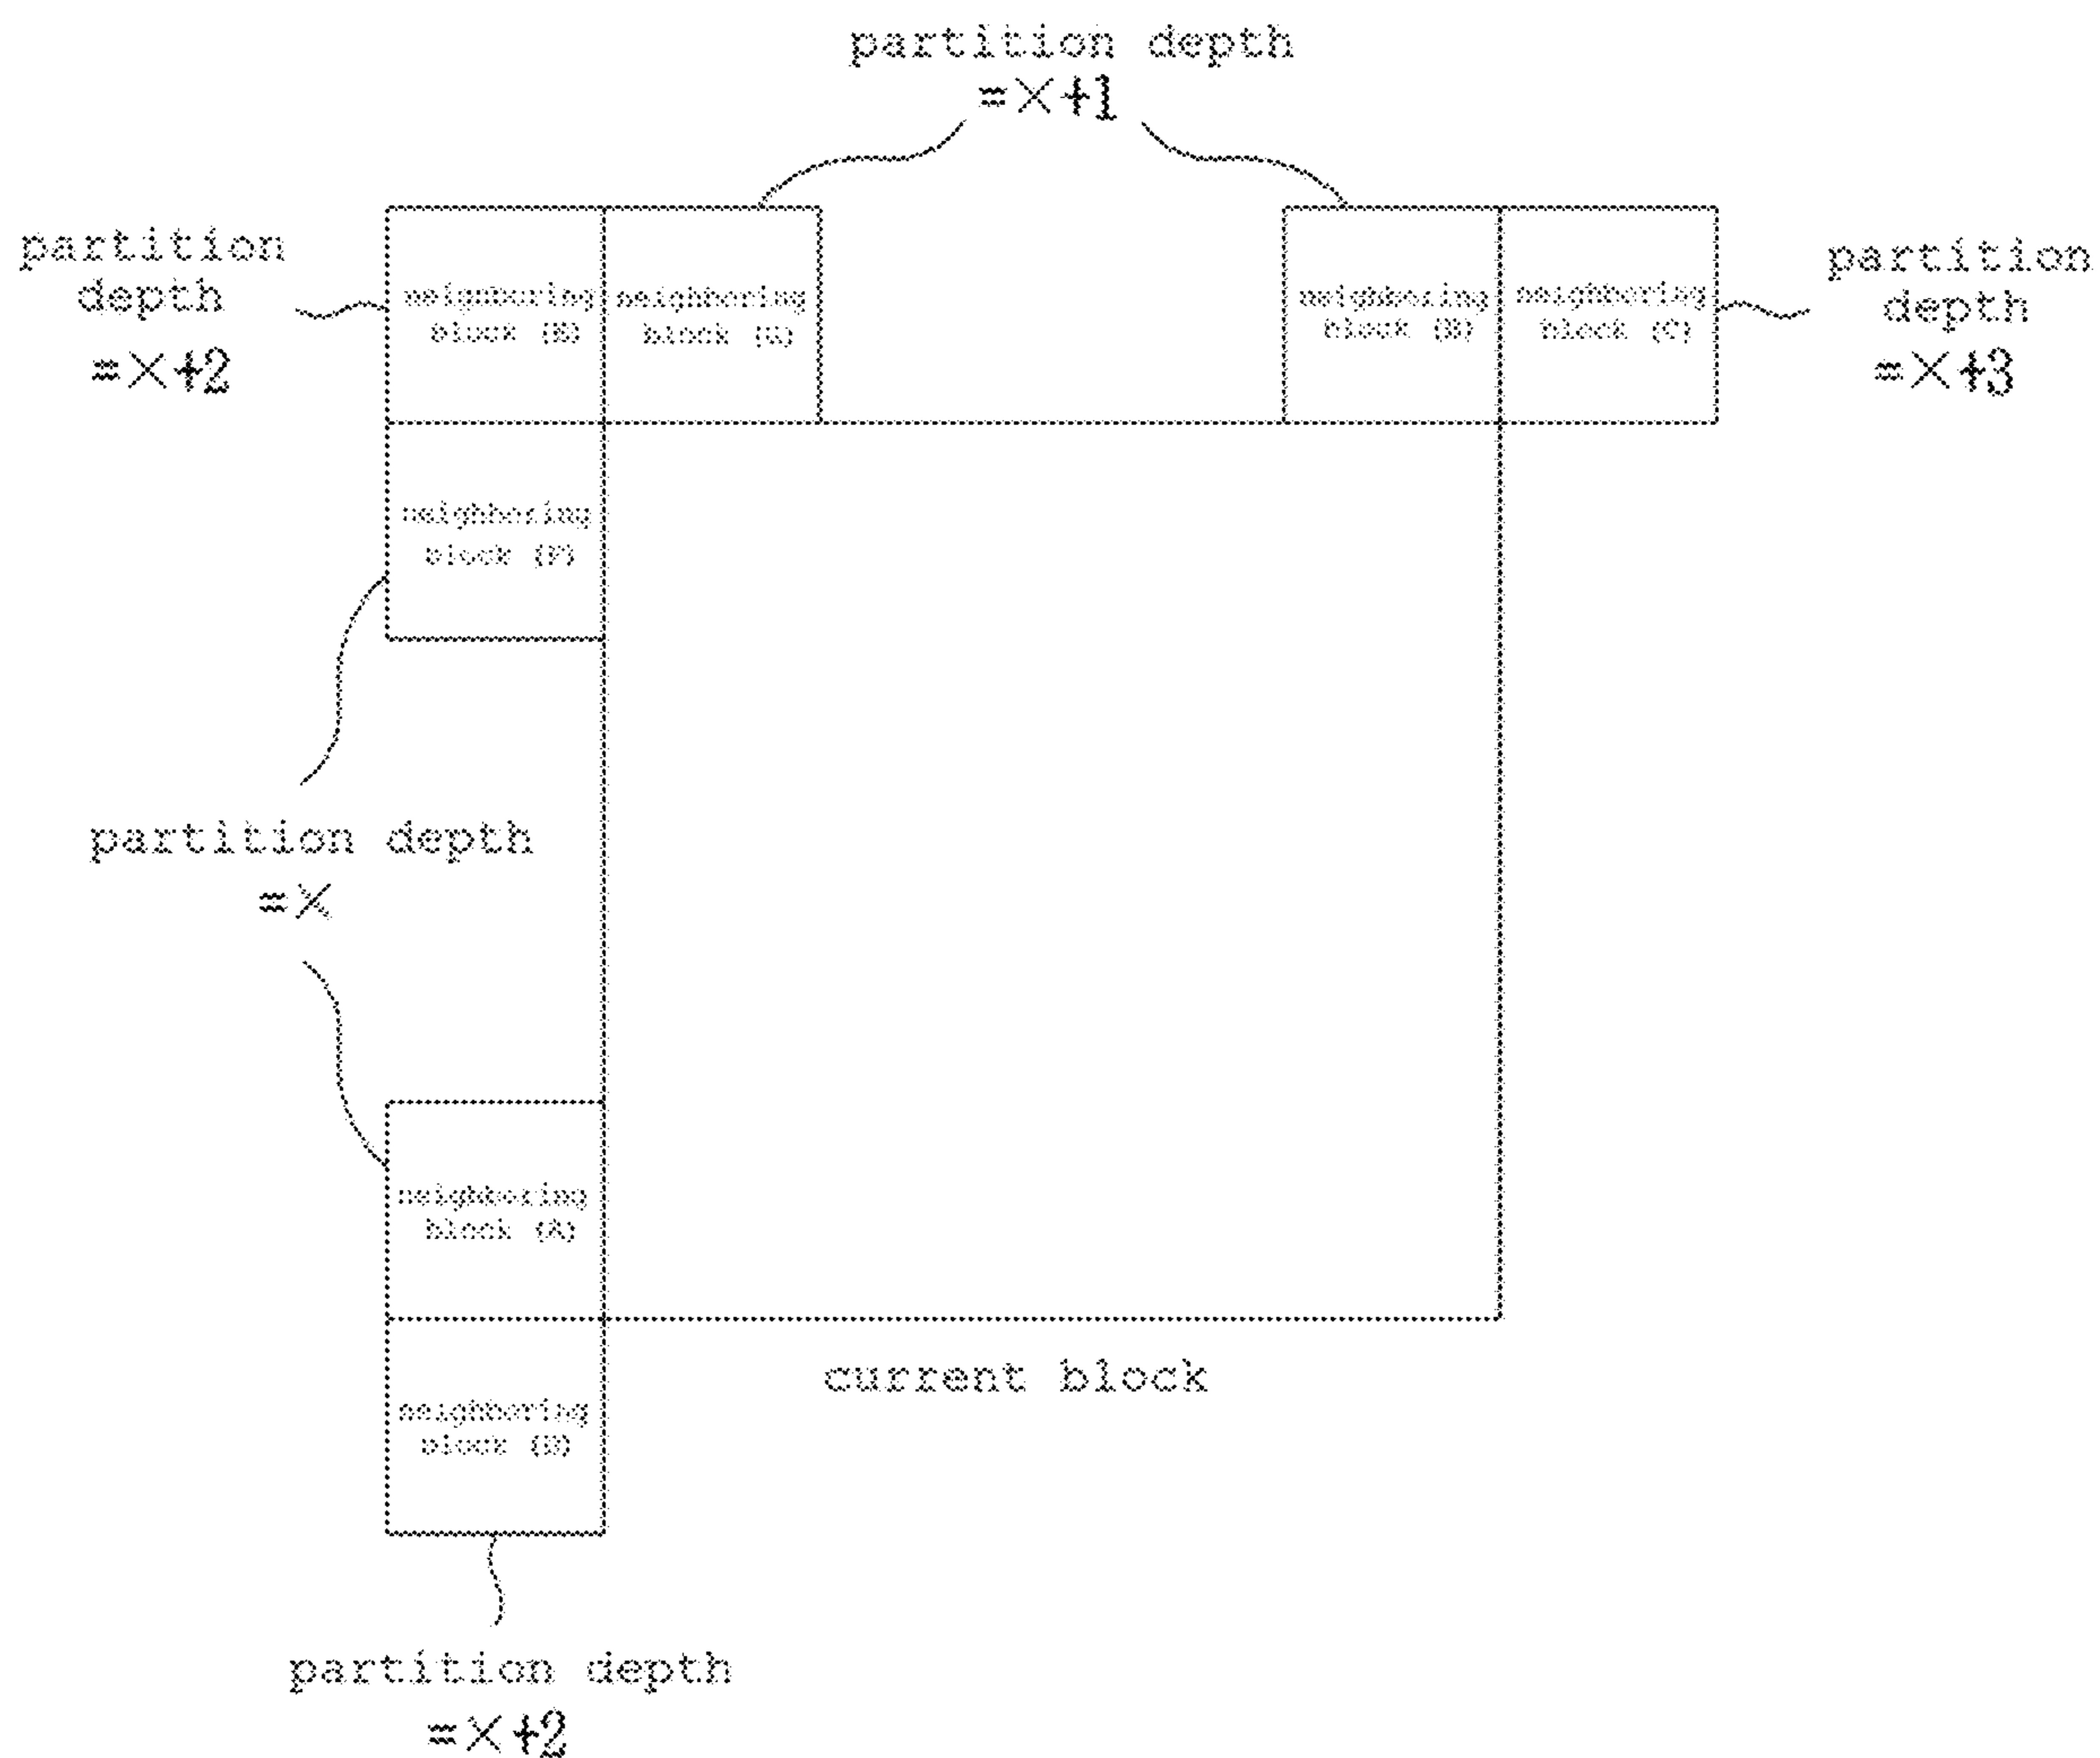 partition depth
=X+1
partition
depth
=X+2
neighboring
block (E)
neighboring
block (G)
neighboring
block (B)
neighboring
block (C)
partition
depth
=X+3
neighboring
block (F)
partition depth
=X
neighboring
block (A)
current block
neighboring
block (D)
partition depth
=X+2